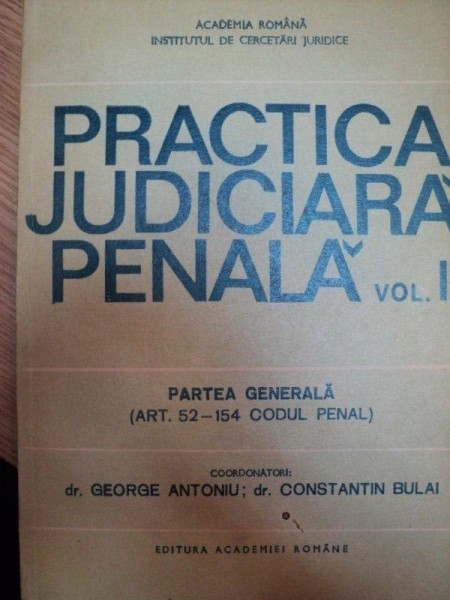 ACADEMIA ROMÂNĂ
INSTITUTUL DE CERCETĂRI JURIDICE
PRACTICA
JUDICIARĂ
PENALĂ VOL. I
PARTEA GENERALĂ
(ART. 52–154 CODUL PENAL)
COORDONATORI:
dr. GEORGE ANTONIU; dr. CONSTANTIN BULAI
EDITURA ACADEMIEI ROMÂNE